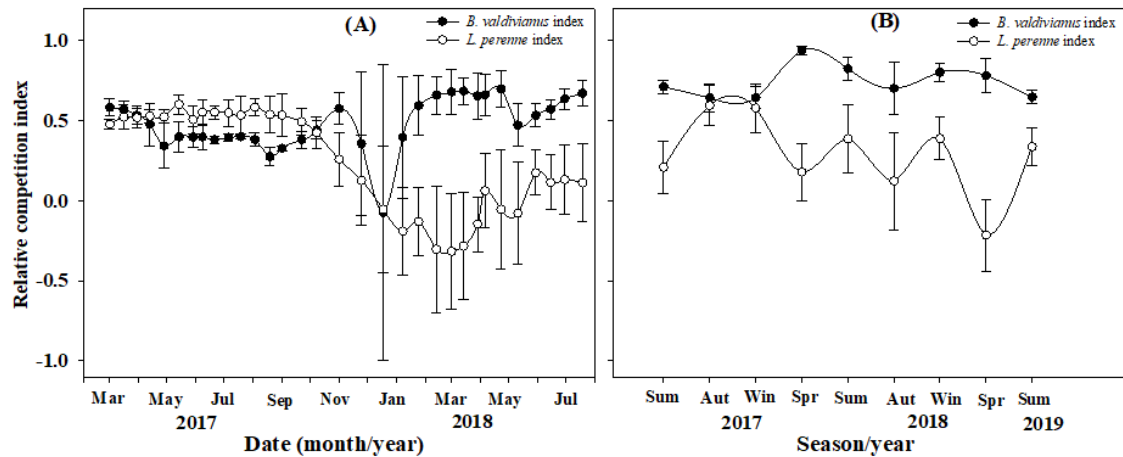 (A)
B. valdivianus index
L. perenne index
(B)
B. valdivianus index
L. perenne index
Relative competition index
1.0
0.5
0.0
-0.5
-1.0
Mar May Jul Sep Nov Jan Mar May Jul
2017 2018
Date (month/year)
Sum Aut Win Spr Sum Aut Win Spr Sum
2017 2018 2019
Season/year